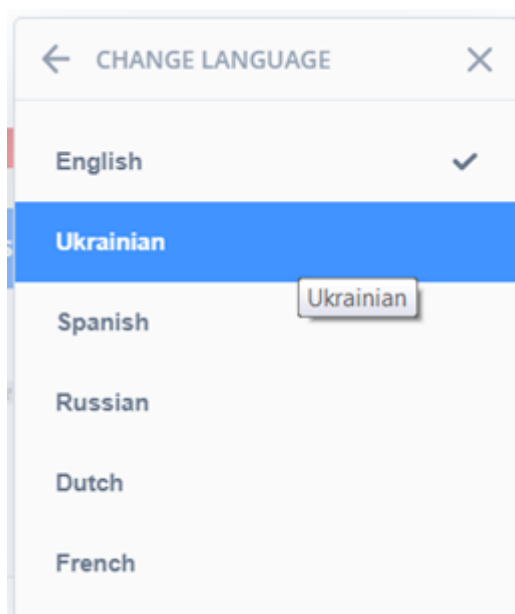 CHANGE LANGUAGE
English
Ukrainian
Ukrainian
Spanish
Russian
Dutch
French